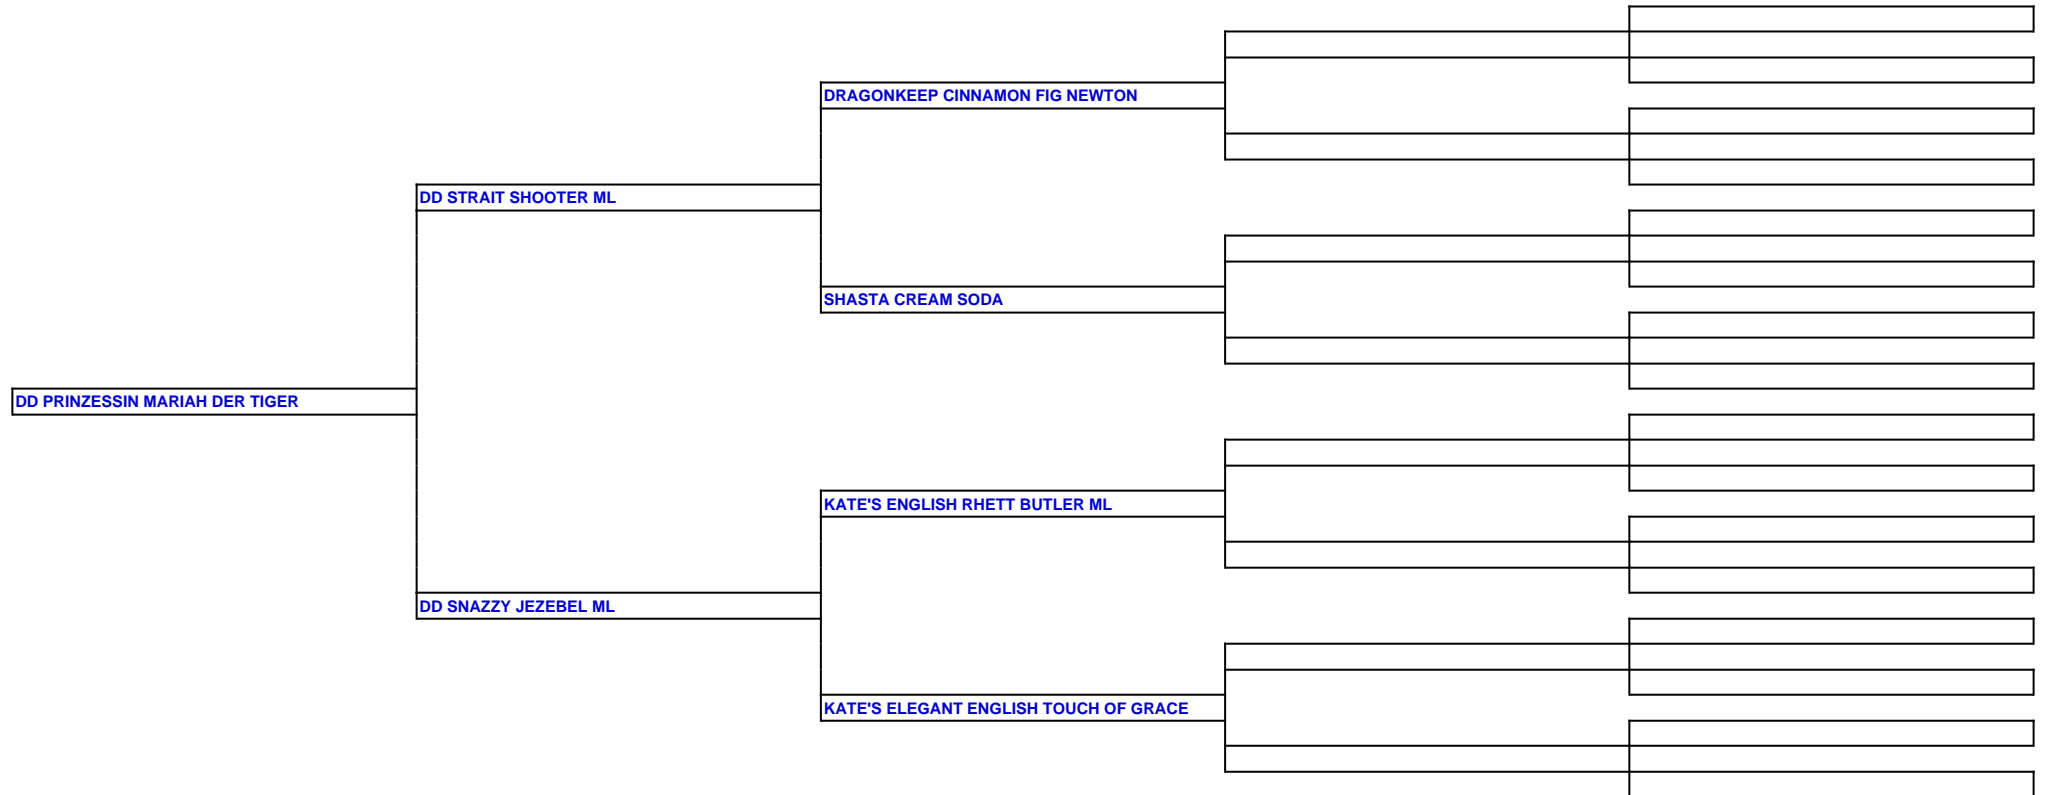 DRAGONKEEP CINNAMON FIG NEWTON
DD STRAIT SHOOTER ML
SHASTA CREAM SODA
DD PRINZESSIN MARIAH DER TIGER
KATE'S ENGLISH RHETT BUTLER ML
DD SNAZZY JEZEBEL ML
KATE'S ELEGANT ENGLISH TOUCH OF GRACE